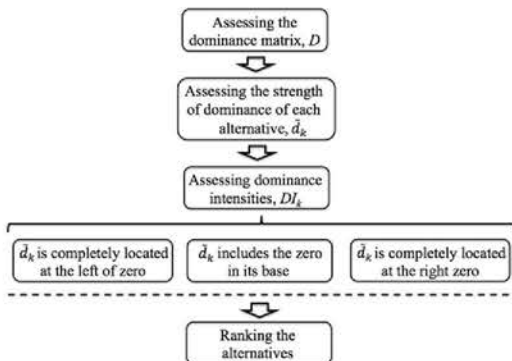 Assessing the
dominance matrix, D
Assessing the strength
of dominance of each
alternative, d̃ₖ
Assessing dominance
intensities, DIₖ
d̃ₖ is completely located
at the left of zero
d̃ₖ includes the zero
in its base
d̃ₖ is completely located
at the right zero
Ranking the
alternatives